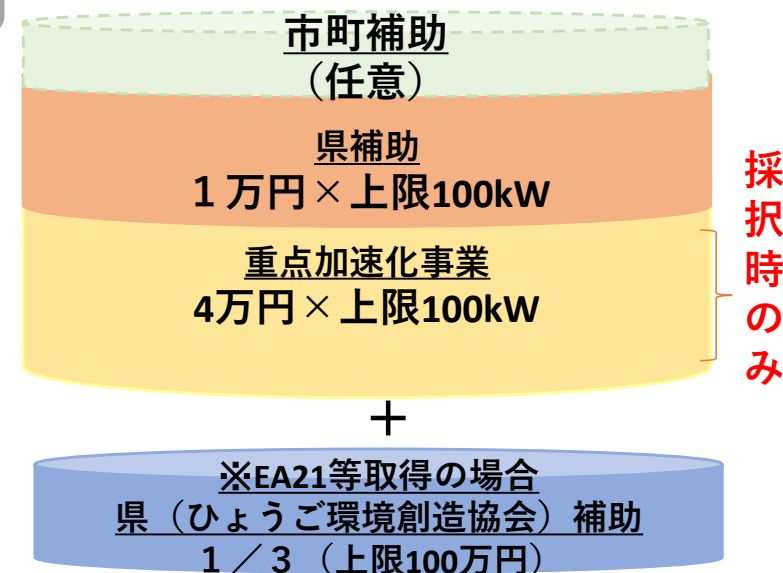 市町補助
（任意）
県補助
１万円×上限100kW
重点加速化事業
4万円×上限100kW
採択時のみ
＋
※EA21等取得の場合
県（ひょうご環境創造協会）補助
１／３（上限100万円）